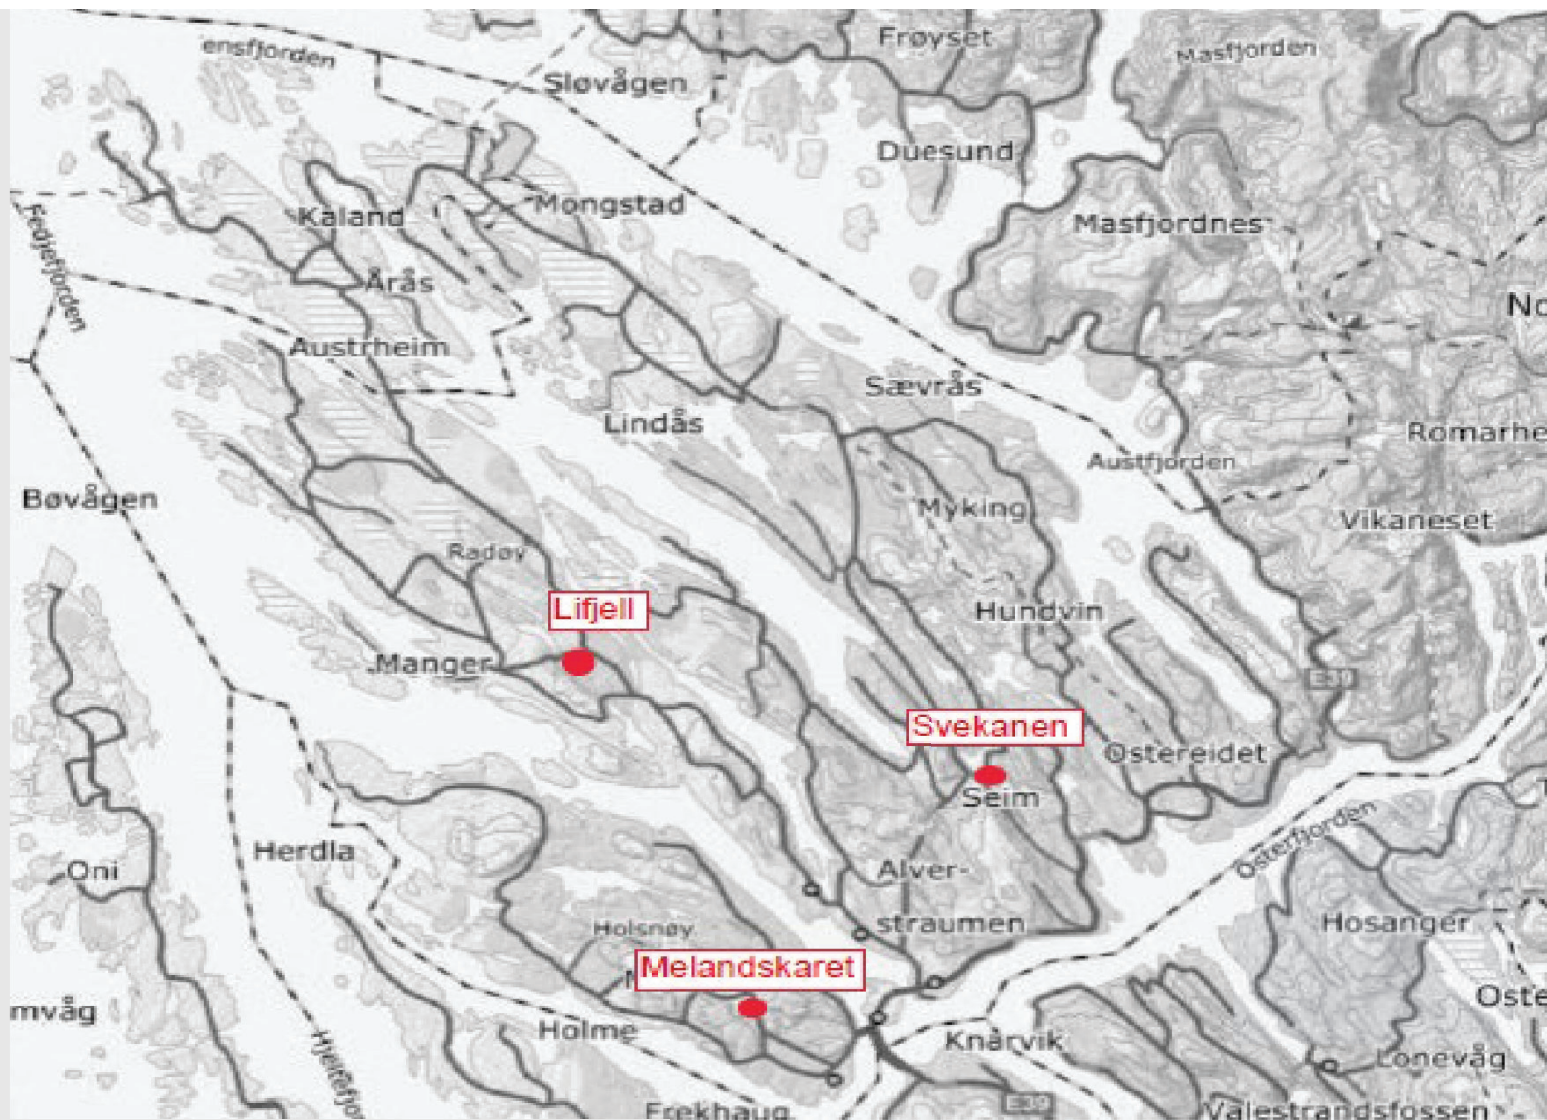 Frøyset
Masfjorden
ensfjorden
Sløvågen
Duesund
Kaland
Mongstad
Masfjordnes
Fedjefjorden
Årås
No
Austrheim
Sævrås
Lindås
Romarhe
Austfjorden
Bøvågen
Myking
Vikaneset
Radøy
Lifjell
Hundvin
Manger
E39
Svekanen
Ostereidet
Seim
Osterfjorden
Herdla
Oni
Alver-
straumen
Hosanger
Holsnøy
Melandskaret
Oste
mvåg
Holme
Knarvik
Hjeltefjo
Lonevåg
Frekhaug
E39
Valestrandsfossen